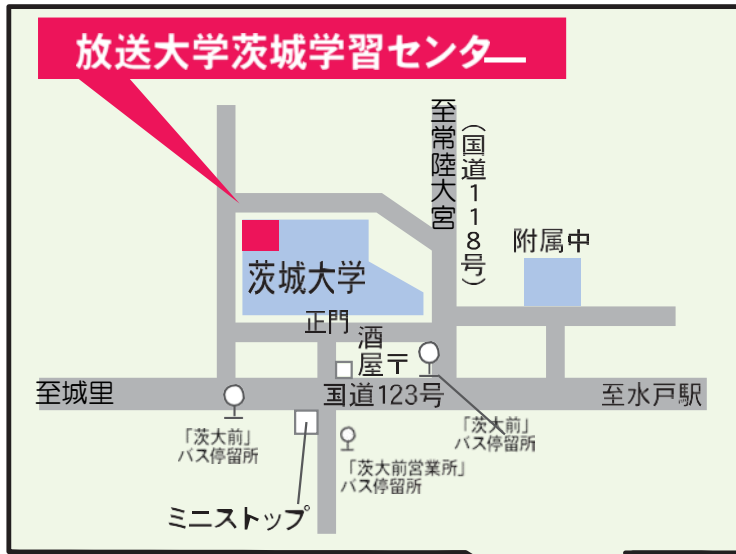 放送大学茨城学習センター
至常陸大宮
（国道118号）
附属中
茨城大学
正門
酒屋
〒
至城里
国道123号
至水戸駅
「茨大前」
バス停留所
「茨大前」
バス停留所
「茨大前営業所」
バス停留所
ミニストップ